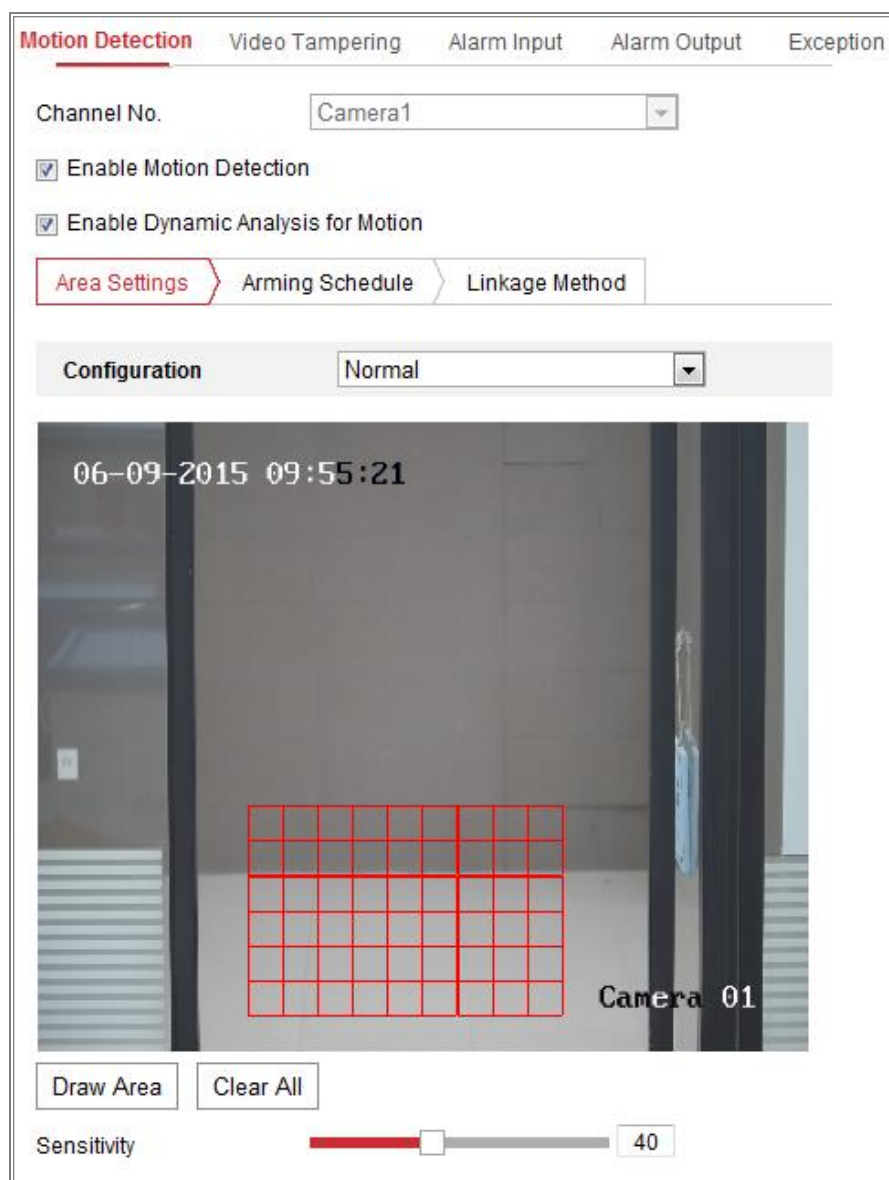 Motion Detection Video Tampering Alarm Input Alarm Output Exception
Channel No. Camera1
Enable Motion Detection
Enable Dynamic Analysis for Motion
Area Settings Arming Schedule Linkage Method
Configuration Normal
06-09-2015 09:55:21
Camera 01
Draw Area Clear All
Sensitivity 40